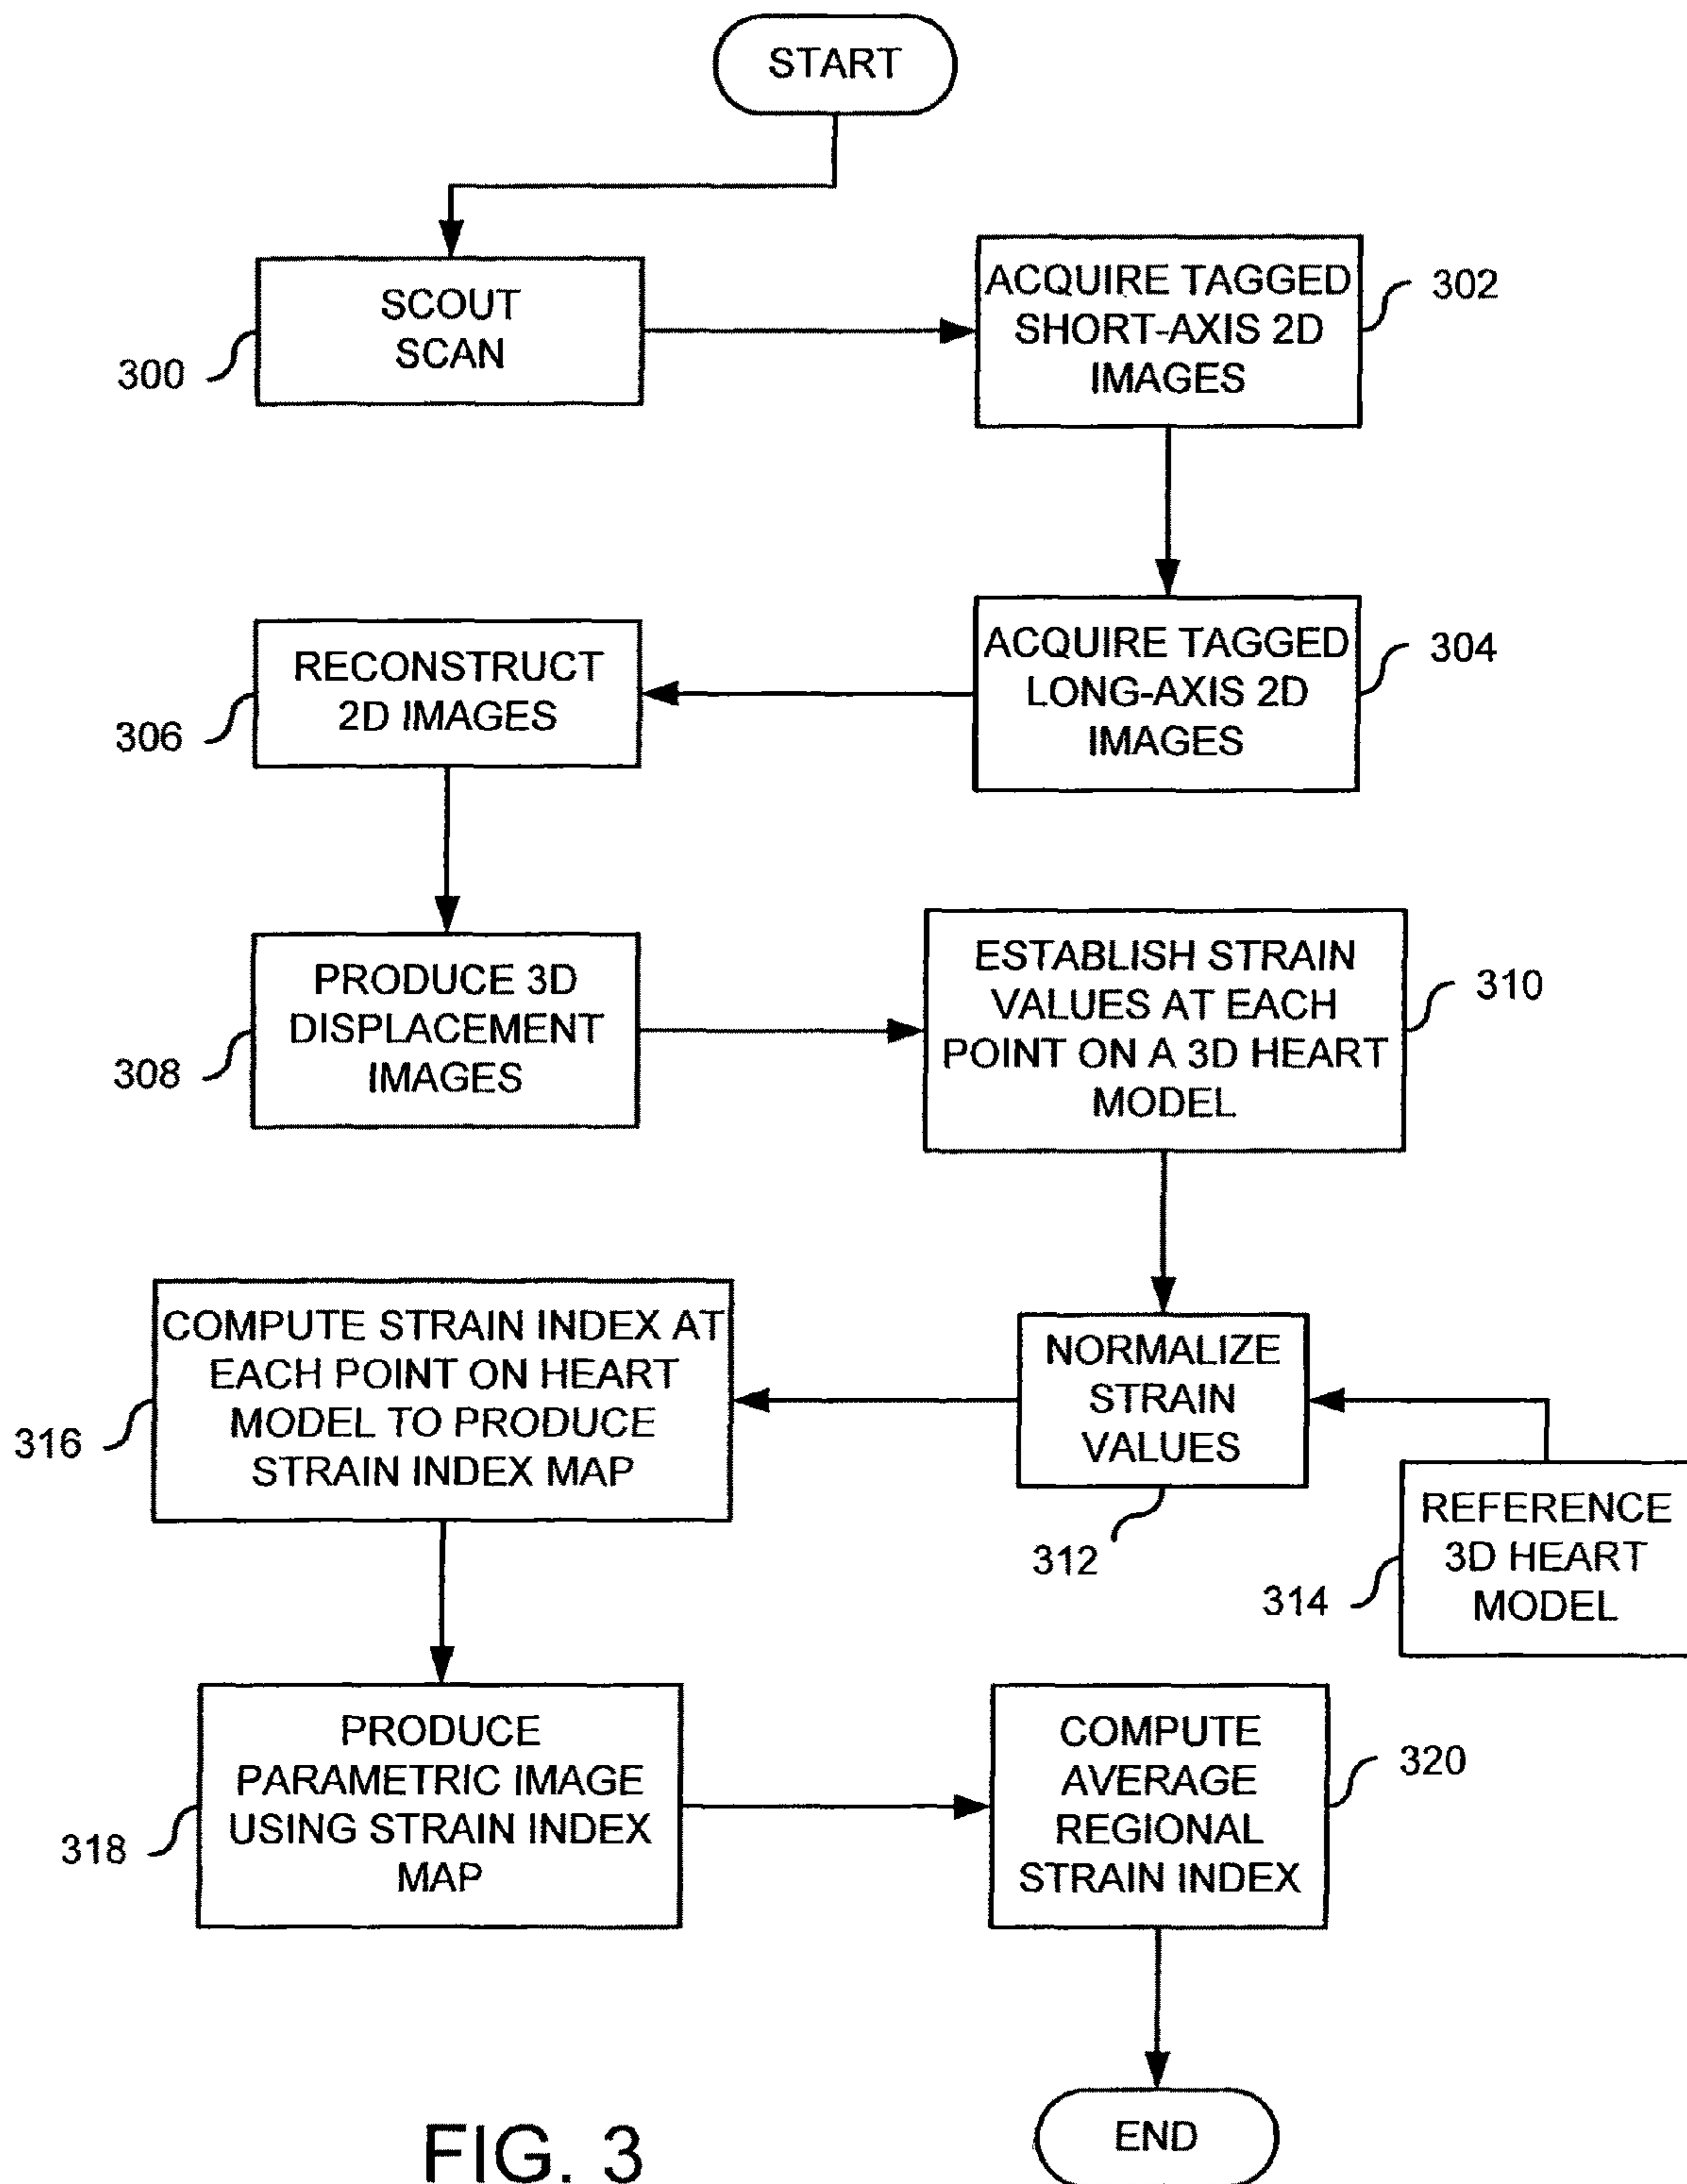 START
SCOUT
SCAN
300
ACQUIRE TAGGED
SHORT-AXIS 2D
IMAGES
302
ACQUIRE TAGGED
LONG-AXIS 2D
IMAGES
304
RECONSTRUCT
2D IMAGES
306
PRODUCE 3D
DISPLACEMENT
IMAGES
308
ESTABLISH STRAIN
VALUES AT EACH
POINT ON A 3D HEART
MODEL
310
NORMALIZE
STRAIN
VALUES
312
REFERENCE
3D HEART
MODEL
314
COMPUTE STRAIN INDEX AT
EACH POINT ON HEART
MODEL TO PRODUCE
STRAIN INDEX MAP
316
PRODUCE
PARAMETRIC IMAGE
USING STRAIN INDEX
MAP
318
COMPUTE
AVERAGE
REGIONAL
STRAIN INDEX
320
END
FIG. 3